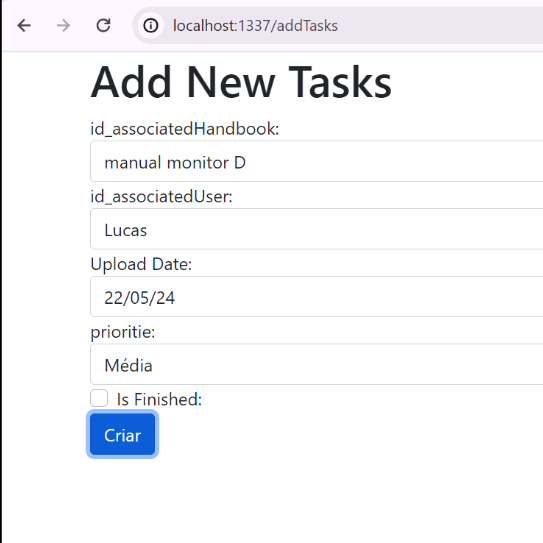 localhost:1337/addTasks
Add New Tasks
id_associatedHandbook:
manual monitor D
id_associatedUser:
Lucas
Upload Date:
22/05/24
prioritie:
Média
Is Finished:
Criar